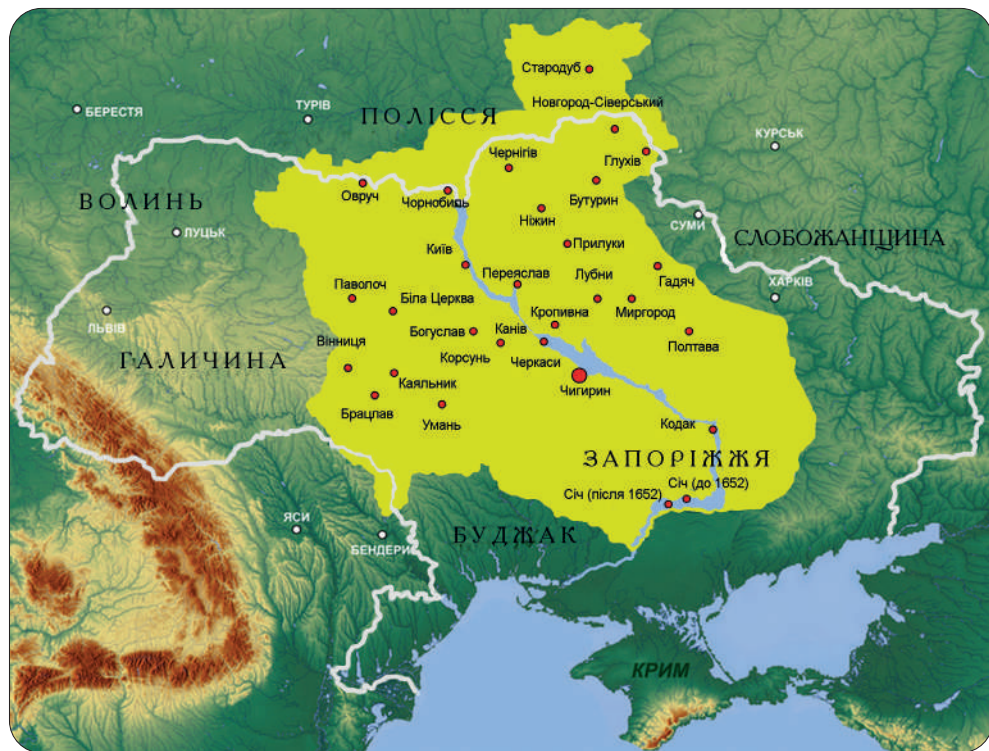 Стародуб
Новгород-Сіверський
БЕРЕСТЯ
ТУРІВ
ПОЛІССЯ
КУРСЬК
Чернігів
Глухів
Овруч
Чорнобиль
Бутурин
ВОЛИНЬ
Ніжин
СУМИ
ЛУЦЬК
Прилуки
СЛОБОЖАНЩИНА
Київ
Переяслав
Лубни
Гадяч
ХАРКІВ
Паволоч
Біла Церква
Кропивна
Миргород
ЛЬВІВ
Вінниця
Богуслав
Канів
Полтава
ГАЛИЧИНА
Корсунь
Черкаси
Каяльник
Чигирин
Брацлав
Умань
Кодак
ЗАПОРІЖЖЯ
Січ (після 1652)
Січ (до 1652)
ЯСИ
БЕНДЕРИ
БУДЖАК
КРИМ